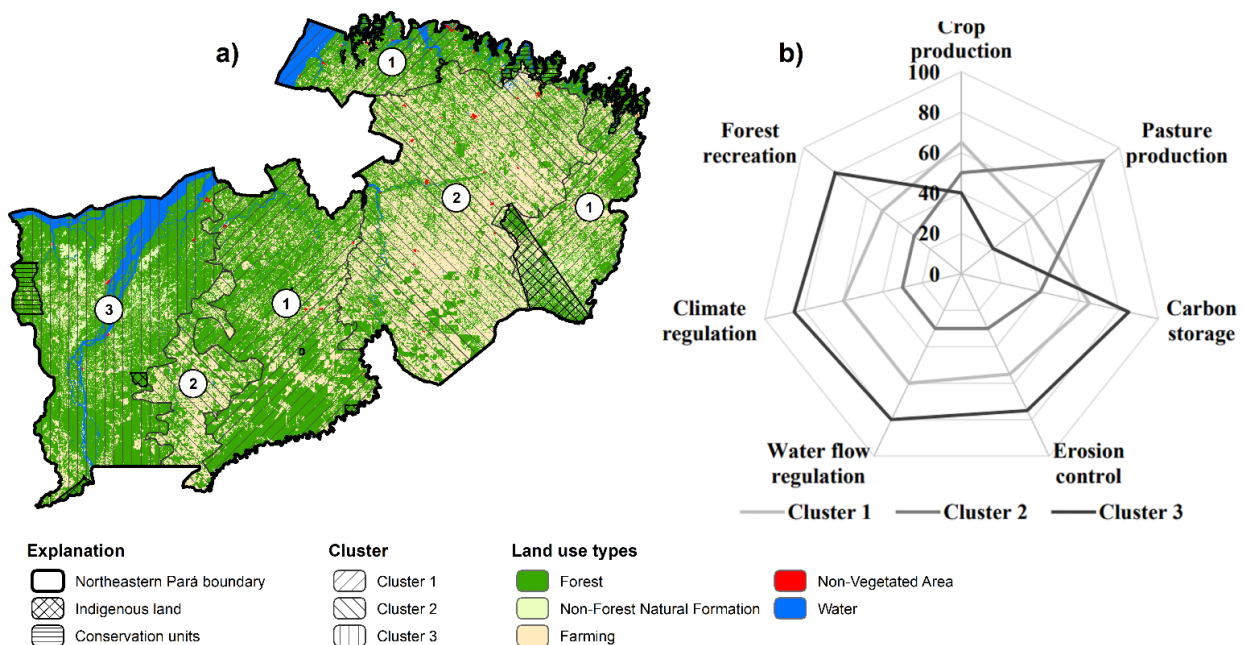 a)
1
2
1
1
3
2
b)
Crop
production
100
80
60
40
20
0
Forest
recreation
Pasture
production
Climate
regulation
Carbon
storage
Water flow
regulation
Erosion
control
Cluster 1
Cluster 2
Cluster 3
Explanation
Northeastern Pará boundary
Indigenous land
Conservation units
Cluster
Cluster 1
Cluster 2
Cluster 3
Land use types
Forest
Non-Forest Natural Formation
Farming
Non-Vegetated Area
Water